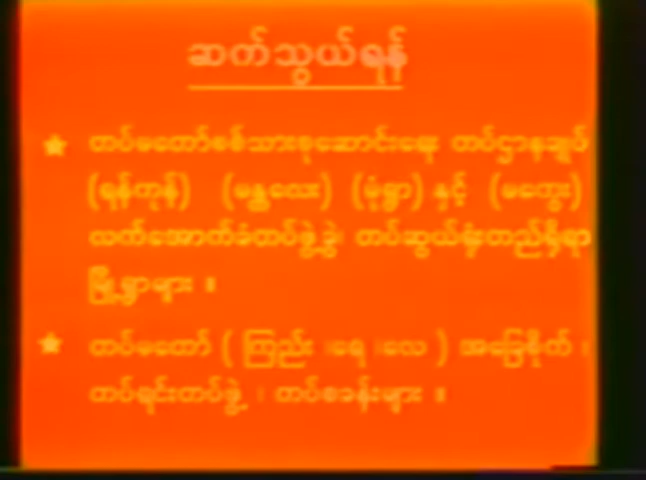 ဆက်သွယ်ရန်
တပ်မတော်စစ်သားစုဆောင်းရေး တပ်ဌာနချုပ်
(ရန်ကုန်) (မန္တလေး) (မုံရွာ) နှင့် (မကွေး)
လက်အောက်ခံတပ်ဖွဲ့ခွဲ၊ တပ်ဆွယ်ရုံးတည်ရှိရာ
မြို့ရွာများ ။
တပ်မတော် ( ကြည်း ၊ရေ ၊လေ ) အခြေစိုက် ၊
တပ်ရင်းတပ်ဖွဲ့ ၊ တပ်စခန်းများ ။